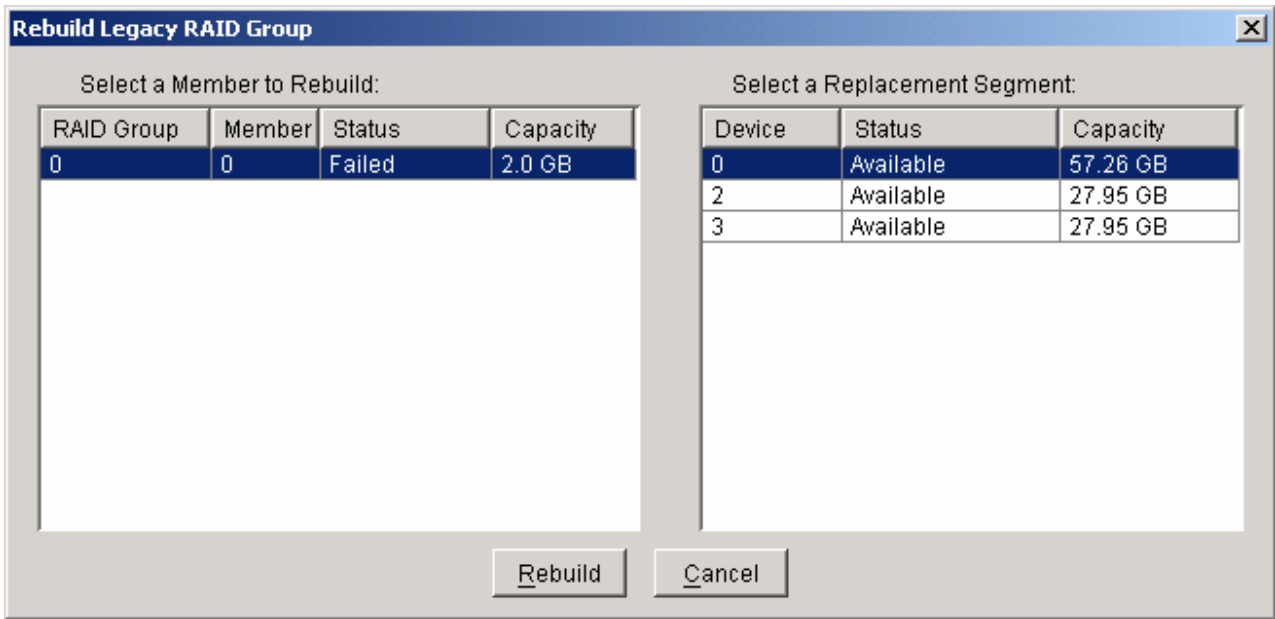 Rebuild Legacy RAID Group
Select a Member to Rebuild:
RAID Group Member Status Capacity
0 0 Failed 2.0 GB
Select a Replacement Segment:
Device Status Capacity
0 Available 57.26 GB
2 Available 27.95 GB
3 Available 27.95 GB
Rebuild Cancel